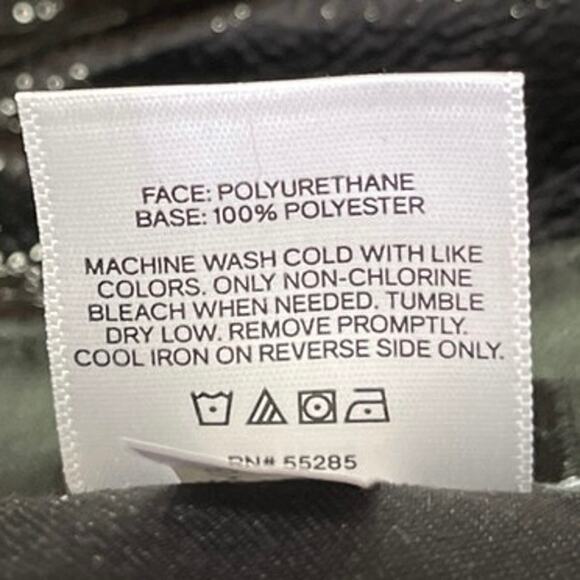 FACE: POLYURETHANE
BASE: 100% POLYESTER
MACHINE WASH COLD WITH LIKE
COLORS. ONLY NON-CHLORINE
BLEACH WHEN NEEDED. TUMBLE
DRY LOW. REMOVE PROMPTLY.
COOL IRON ON REVERSE SIDE ONLY.
RN# 55285